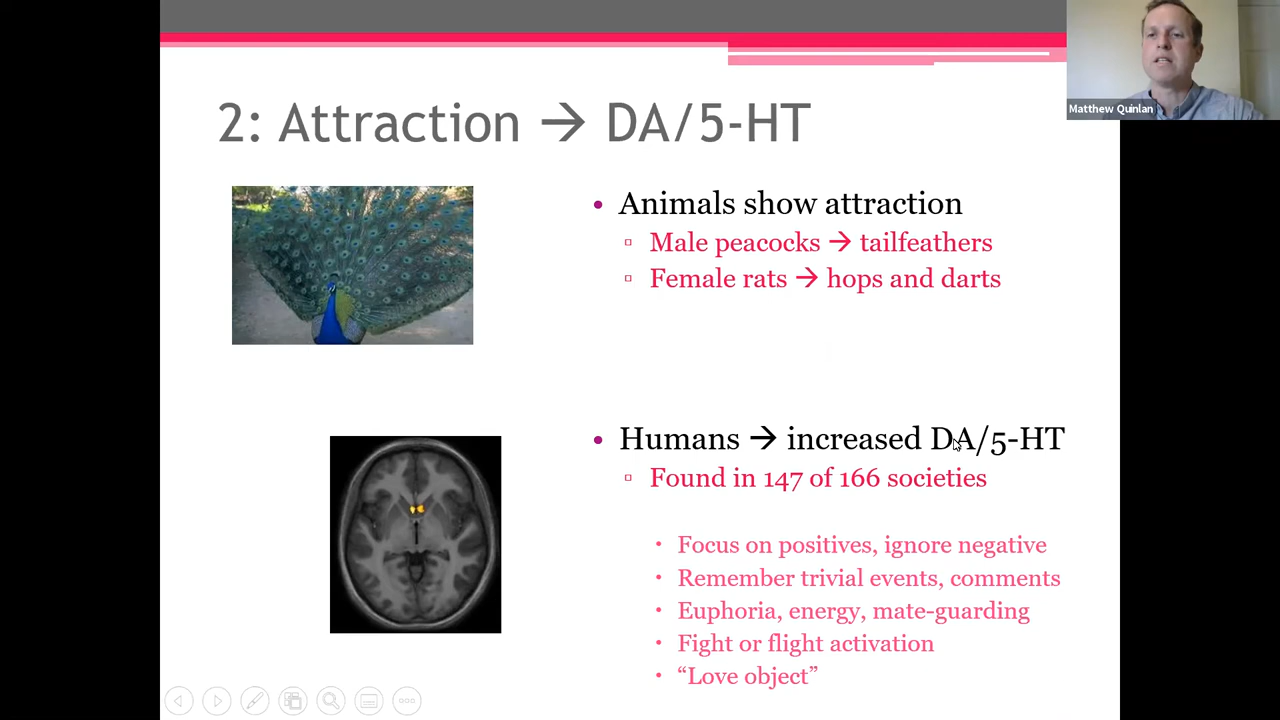 Matthew Quinlan
2: Attraction → DA/5-HT
• Animals show attraction
▫ Male peacocks → tailfeathers
▫ Female rats → hops and darts
• Humans → increased DA/5-HT
▫ Found in 147 of 166 societies
• Focus on positives, ignore negative
• Remember trivial events, comments
• Euphoria, energy, mate-guarding
• Fight or flight activation
• “Love object”